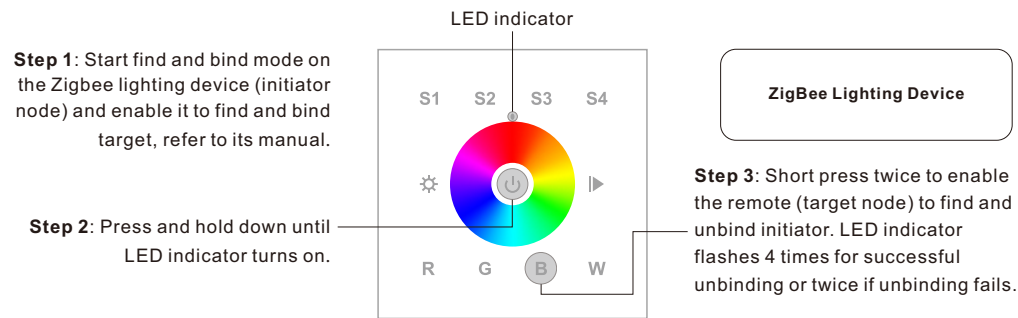 LED indicator
Step 1: Start find and bind mode on
the Zigbee lighting device (initiator
node) and enable it to find and bind
target, refer to its manual.
Step 2: Press and hold down until
LED indicator turns on.
S1 S2 S3 S4
R G B W
ZigBee Lighting Device
Step 3: Short press twice to enable
the remote (target node) to find and
unbind initiator. LED indicator
flashes 4 times for successful
unbinding or twice if unbinding fails.